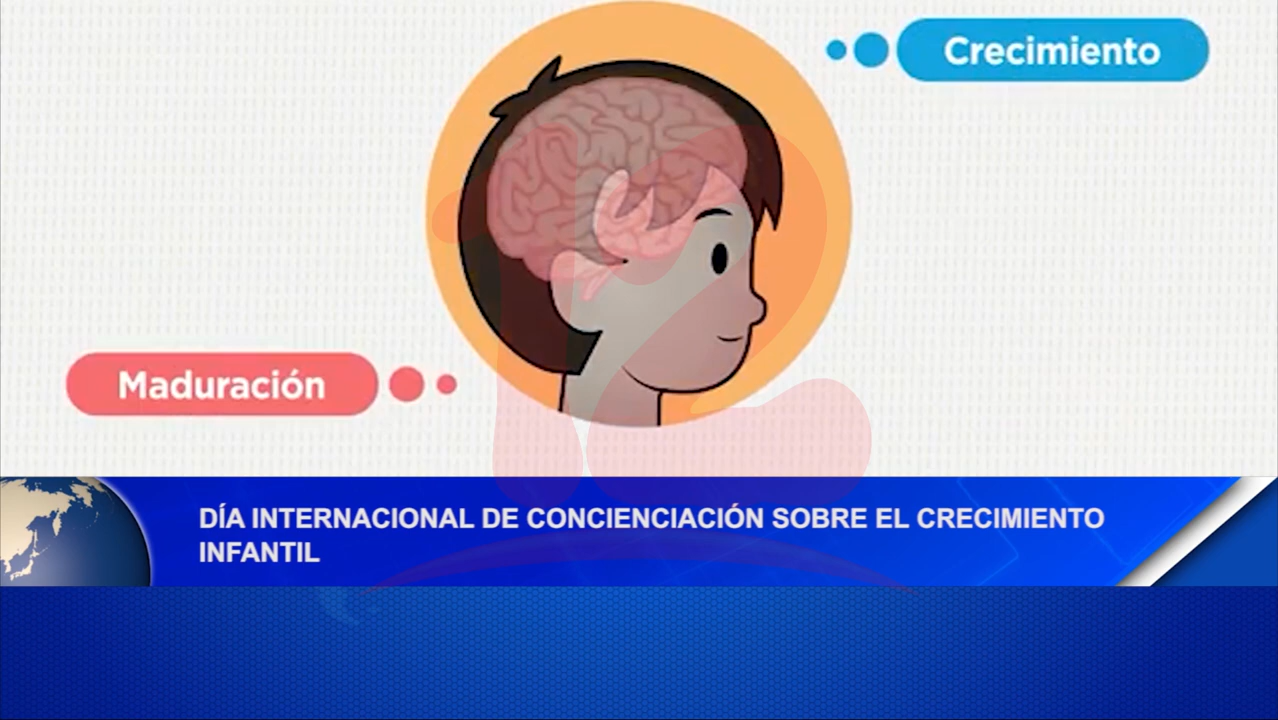 Crecimiento
Maduración
DÍA INTERNACIONAL DE CONCIENCIACIÓN SOBRE EL CRECIMIENTO
INFANTIL